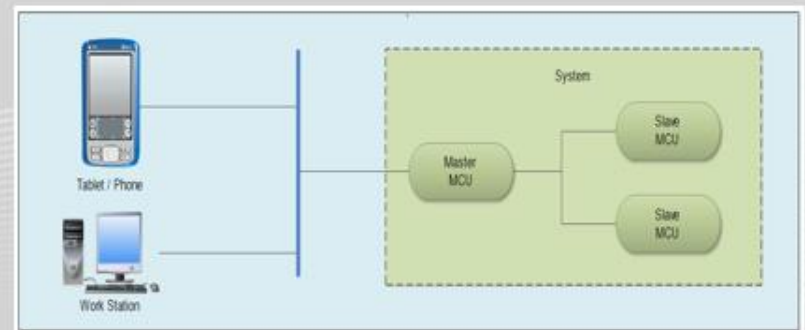 System
Slave
MCU
Master
MCU
Tablet / Phone
Slave
MCU
Work Station